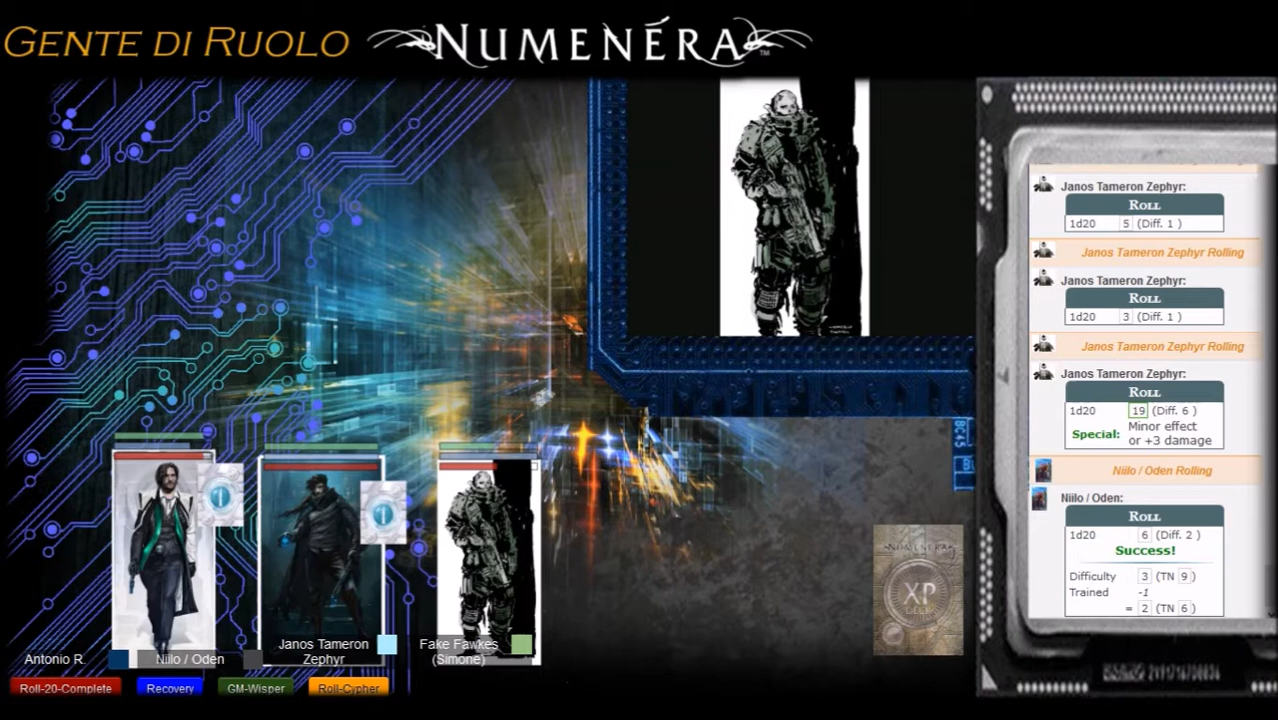 GENTE DI RUOLO
NUMENÉRA
TM
Janos Tameron Zephyr:
ROLL
1d20 5 (Diff. 1 )
Janos Tameron Zephyr Rolling
Janos Tameron Zephyr:
ROLL
1d20 3 (Diff. 1 )
Janos Tameron Zephyr Rolling
Janos Tameron Zephyr:
ROLL
1d20 19 (Diff. 6 )
Special: Minor effect
or +3 damage
Niilo / Oden Rolling
Niilo / Oden:
ROLL
1d20 6 (Diff. 2 )
Success!
Difficulty 3 (TN 9 )
Trained -1
= 2 (TN 6 )
BC45
NUMENERA
XP
DECK
Antonio R.
Niilo / Oden
Janos Tameron
Zephyr
Fake Fawkes
(Simone)
Roll-20-Complete
Recovery
GM-Wisper
Roll-Cypher